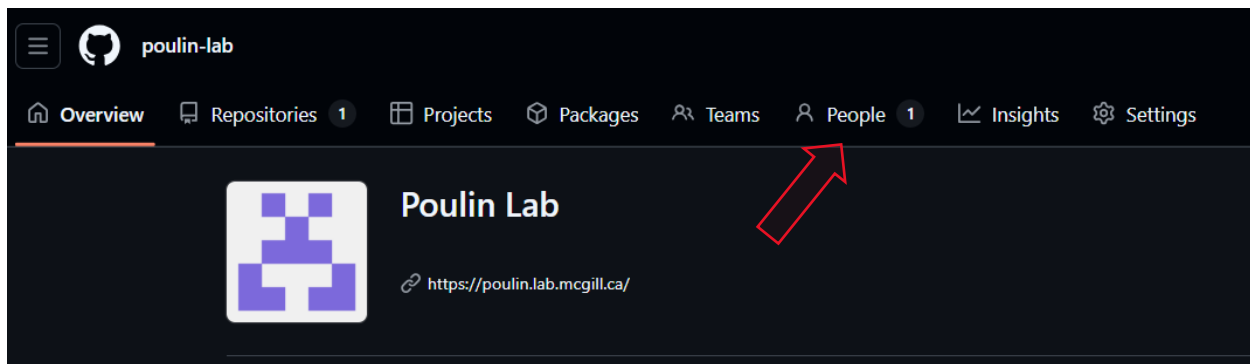 poulin-lab
Overview Repositories 1 Projects Packages Teams People 1 Insights Settings
Poulin Lab
https://poulin.lab.mcgill.ca/